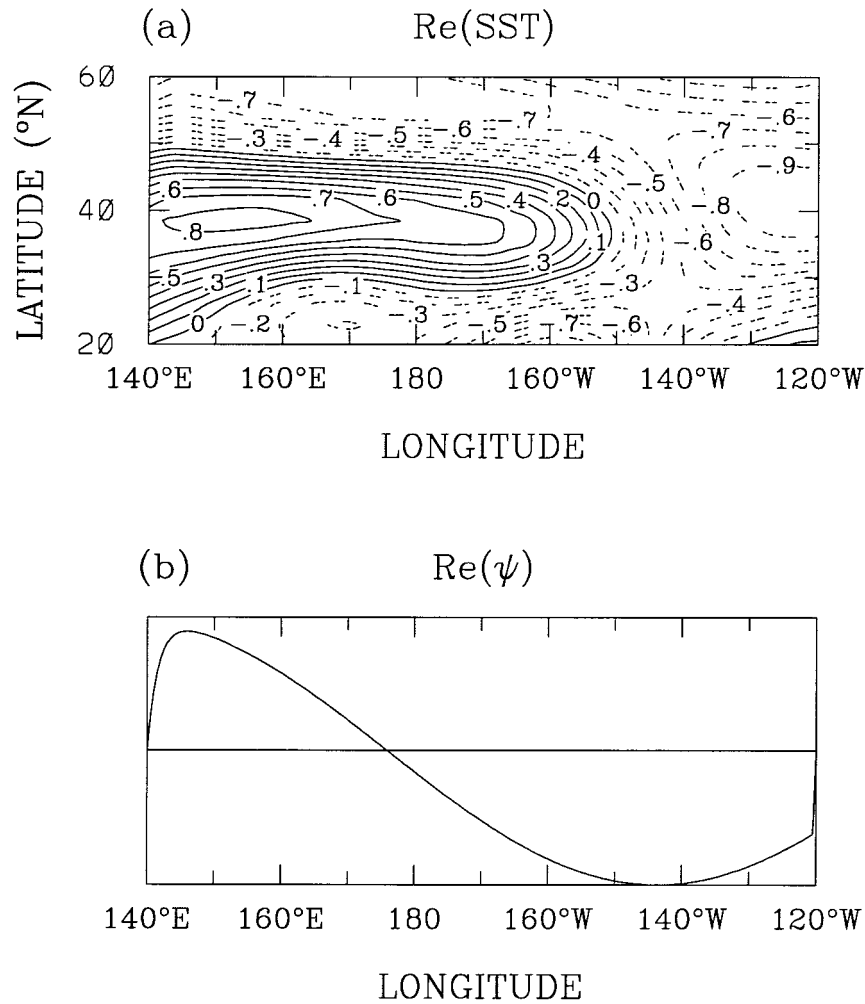 (a) Re(SST)
LATITUDE (°N)
60
40
20
-.7 -.3 -.4 -.5 -.6 -.7 -.4 -.6 -.7 -.9
.6 .7 .6 .5 .4 .2 0 -.5 -.8
.8 .1 -.6
.5 .3 .1 -.1 .3 -.3 -.4
0 -.2 -.3 -.5 -.7 -.6
140°E 160°E 180 160°W 140°W 120°W
LONGITUDE
(b) Re(ψ)
140°E 160°E 180 160°W 140°W 120°W
LONGITUDE